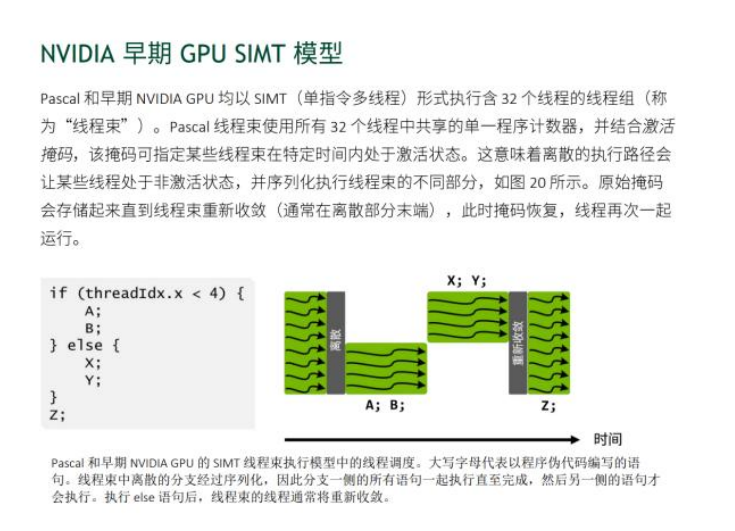 NVIDIA 早期 GPU SIMT 模型
Pascal 和早期 NVIDIA GPU 均以 SIMT（单指令多线程）形式执行含 32 个线程的线程组（称
为“线程束”）。Pascal 线程束使用所有 32 个线程中共享的单一程序计数器，并结合激活
掩码，该掩码可指定某些线程束在特定时间内处于激活状态。这意味着离散的执行路径会
让某些线程处于非激活状态，并序列化执行线程束的不同部分，如图 20 所示。原始掩码
会存储起来直到线程束重新收敛（通常在离散部分末端），此时掩码恢复，线程再次一起
运行。
if (threadIdx.x < 4) {
    A;
    B;
} else {
    X;
    Y;
}
Z;
离散
A; B;
X; Y;
重新收敛
Z;
时间
Pascal 和早期 NVIDIA GPU 的 SIMT 线程束执行模型中的线程调度。大写字母代表以程序伪代码编写的语
句。线程束中离散的分支经过序列化，因此分支一侧的所有语句一起执行直至完成，然后另一侧的语句才
会执行。执行 else 语句后，线程束的线程通常将重新收敛。